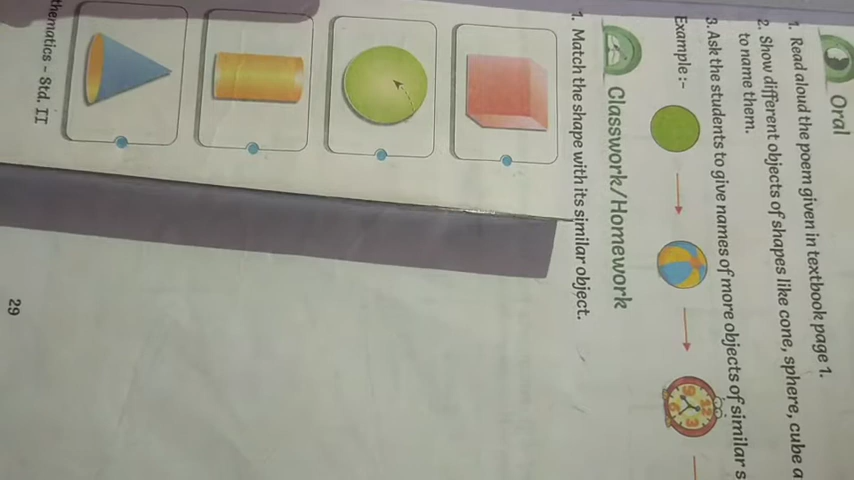 Oral
1. Read aloud the poem given in textbook page 1.
2. Show different objects of shapes like cone, sphere, cube a
to name them.
3. Ask the students to give names of more objects of similar s
Example :-
Classwork/Homework
1. Match the shape with its similar object.
thematics - Std. II
29